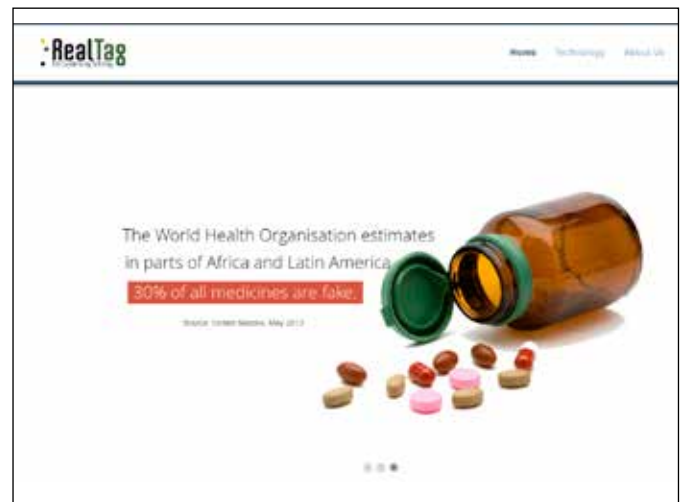 RealTag
Home Technology About Us
The World Health Organisation estimates
in parts of Africa and Latin America
30% of all medicines are fake.
Source: United Nations, May 2013